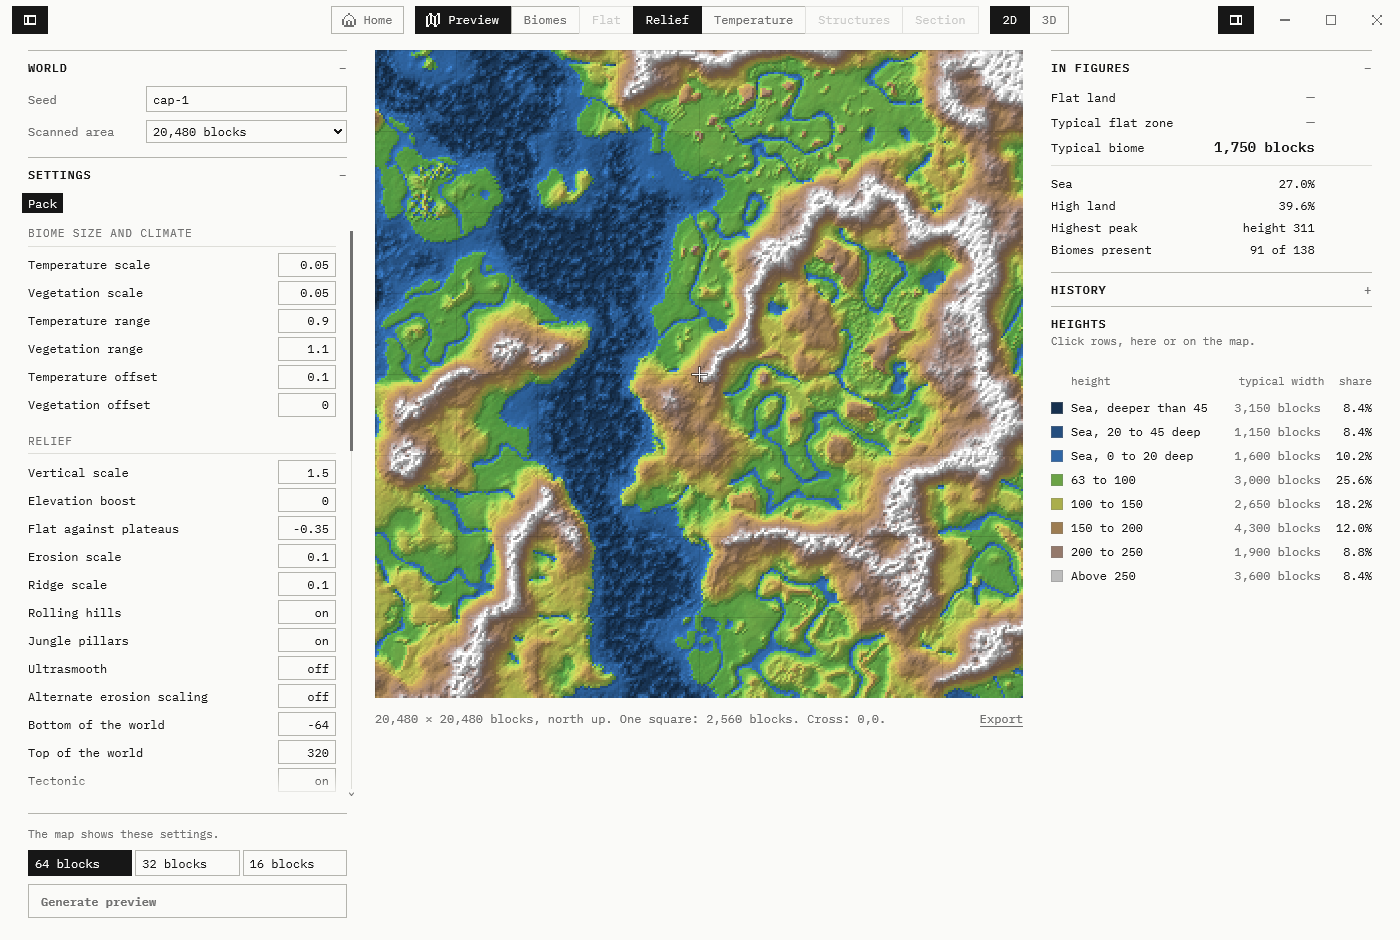 Home Preview Biomes Flat Relief Temperature Structures Section 2D 3D
WORLD −
Seed cap-1
Scanned area 20,480 blocks
SETTINGS −
Pack
BIOME SIZE AND CLIMATE
Temperature scale 0.05
Vegetation scale 0.05
Temperature range 0.9
Vegetation range 1.1
Temperature offset 0.1
Vegetation offset 0
RELIEF
Vertical scale 1.5
Elevation boost 0
Flat against plateaus -0.35
Erosion scale 0.1
Ridge scale 0.1
Rolling hills on
Jungle pillars on
Ultrasmooth off
Alternate erosion scaling off
Bottom of the world -64
Top of the world 320
Tectonic on
The map shows these settings.
64 blocks 32 blocks 16 blocks
Generate preview
20,480 × 20,480 blocks, north up. One square: 2,560 blocks. Cross: 0,0. Export
IN FIGURES −
Flat land —
Typical flat zone —
Typical biome 1,750 blocks
Sea 27.0%
High land 39.6%
Highest peak height 311
Biomes present 91 of 138
HISTORY +
HEIGHTS
Click rows, here or on the map.
height typical width share
Sea, deeper than 45 3,150 blocks 8.4%
Sea, 20 to 45 deep 1,150 blocks 8.4%
Sea, 0 to 20 deep 1,600 blocks 10.2%
63 to 100 3,000 blocks 25.6%
100 to 150 2,650 blocks 18.2%
150 to 200 4,300 blocks 12.0%
200 to 250 1,900 blocks 8.8%
Above 250 3,600 blocks 8.4%